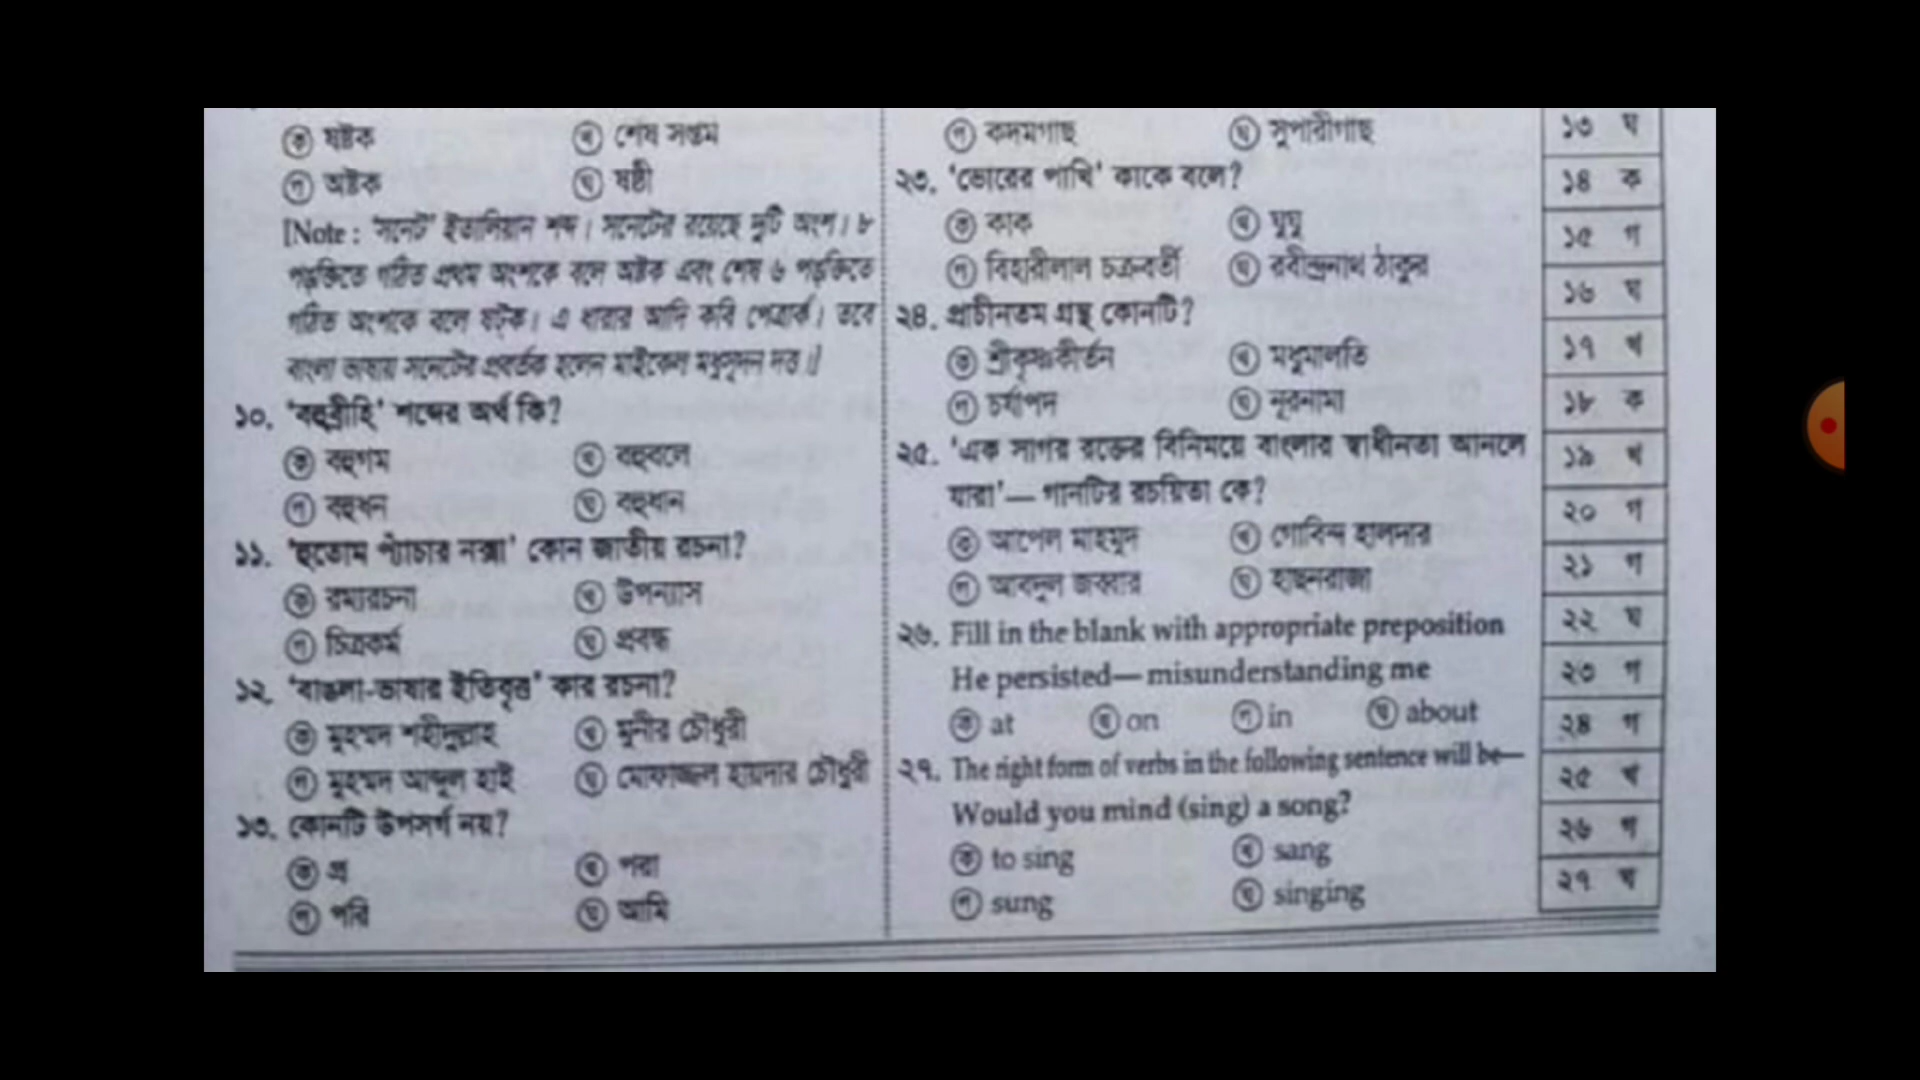 ক ষষ্টক খ শেষ সপ্তম
গ অষ্টক ঘ ষষ্ঠী
[Note : 'সনেট' ইতালিয়ান শব্দ। সনেটের রয়েছে দুটি অংশ। ৮
পঙ্‌ক্তিতে গঠিত প্রথম অংশকে বলে অষ্টক এবং শেষ ৬ পঙ্‌ক্তিতে
গঠিত অংশকে বলে ষট্‌ক। এ ধারার আদি কবি পেত্রার্ক। তবে
বাংলা ভাষায় সনেটের প্রবর্তক হলেন মাইকেল মধুসূদন দত্ত।]
১০. 'বহুব্রীহি' শব্দের অর্থ কি?
ক বহুগম খ বহুবলে
গ বহুধন ঘ বহুধান
১১. 'হুতোম প্যাঁচার নক্সা' কোন জাতীয় রচনা?
ক রম্যরচনা খ উপন্যাস
গ চিত্রকর্ম ঘ প্রবন্ধ
১২. 'বাঙলা-ভাষার ইতিবৃত্ত' কার রচনা?
ক মুহম্মদ শহীদুল্লাহ খ মুনীর চৌধুরী
গ মুহম্মদ আব্দুল হাই ঘ মোফাজ্জল হায়দার চৌধুরী
১৩. কোনটি উপসর্গ নয়?
ক প্র খ পরা
গ পরি ঘ আমি
গ কদমগাছ ঘ সুপারীগাছ
২৩. 'ভোরের পাখি' কাকে বলে?
ক কাক খ ঘুঘু
গ বিহারীলাল চক্রবর্তী ঘ রবীন্দ্রনাথ ঠাকুর
২৪. প্রাচীনতম গ্রন্থ কোনটি?
ক শ্রীকৃষ্ণকীর্তন খ মধুমালতি
গ চর্যাপদ ঘ নূরনামা
২৫. 'এক সাগর রক্তের বিনিময়ে বাংলার স্বাধীনতা আনলে
যারা'— গানটির রচয়িতা কে?
ক আপেল মাহমুদ খ গোবিন্দ হালদার
গ আবদুল জব্বার ঘ হাছনরাজা
২৬. Fill in the blank with appropriate preposition
He persisted— misunderstanding me
ক at খ on গ in ঘ about
২৭. The right form of verbs in the following sentence will be—
Would you mind (sing) a song?
ক to sing খ sang
গ sung ঘ singing
১৩ ঘ
১৪ ক
১৫ গ
১৬ ঘ
১৭ খ
১৮ ক
১৯ খ
২০ গ
২১ গ
২২ ঘ
২৩ গ
২৪ গ
২৫ খ
২৬ গ
২৭ ঘ